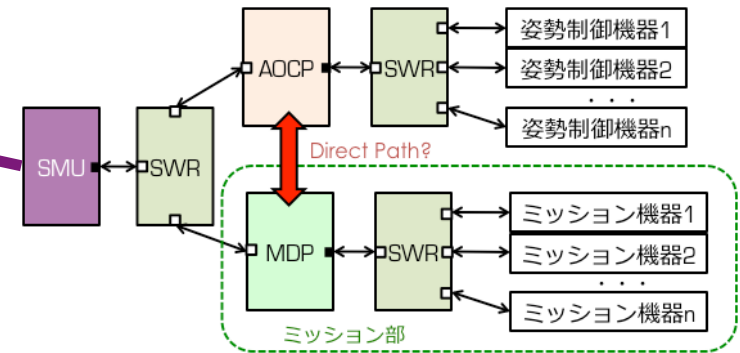 姿勢制御機器1
AOCP
SWR
姿勢制御機器2
・・・
姿勢制御機器n
SMU
SWR
Direct Path?
MDP
SWR
ミッション機器1
ミッション機器2
・・・
ミッション機器n
ミッション部